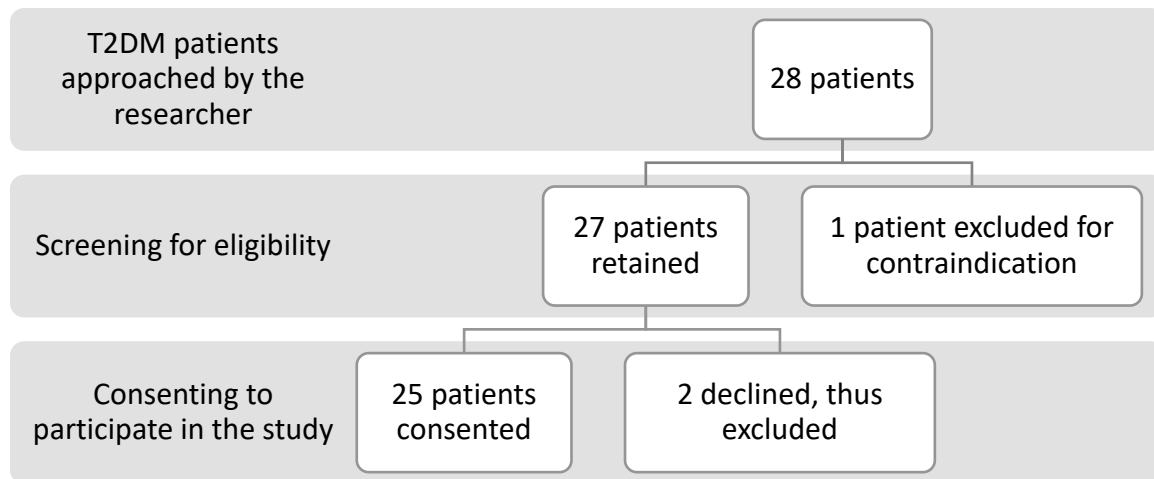 T2DM patients
approached by the
researcher
28 patients
Screening for eligibility
27 patients
retained
1 patient excluded for
contraindication
Consenting to
participate in the study
25 patients
consented
2 declined, thus
excluded